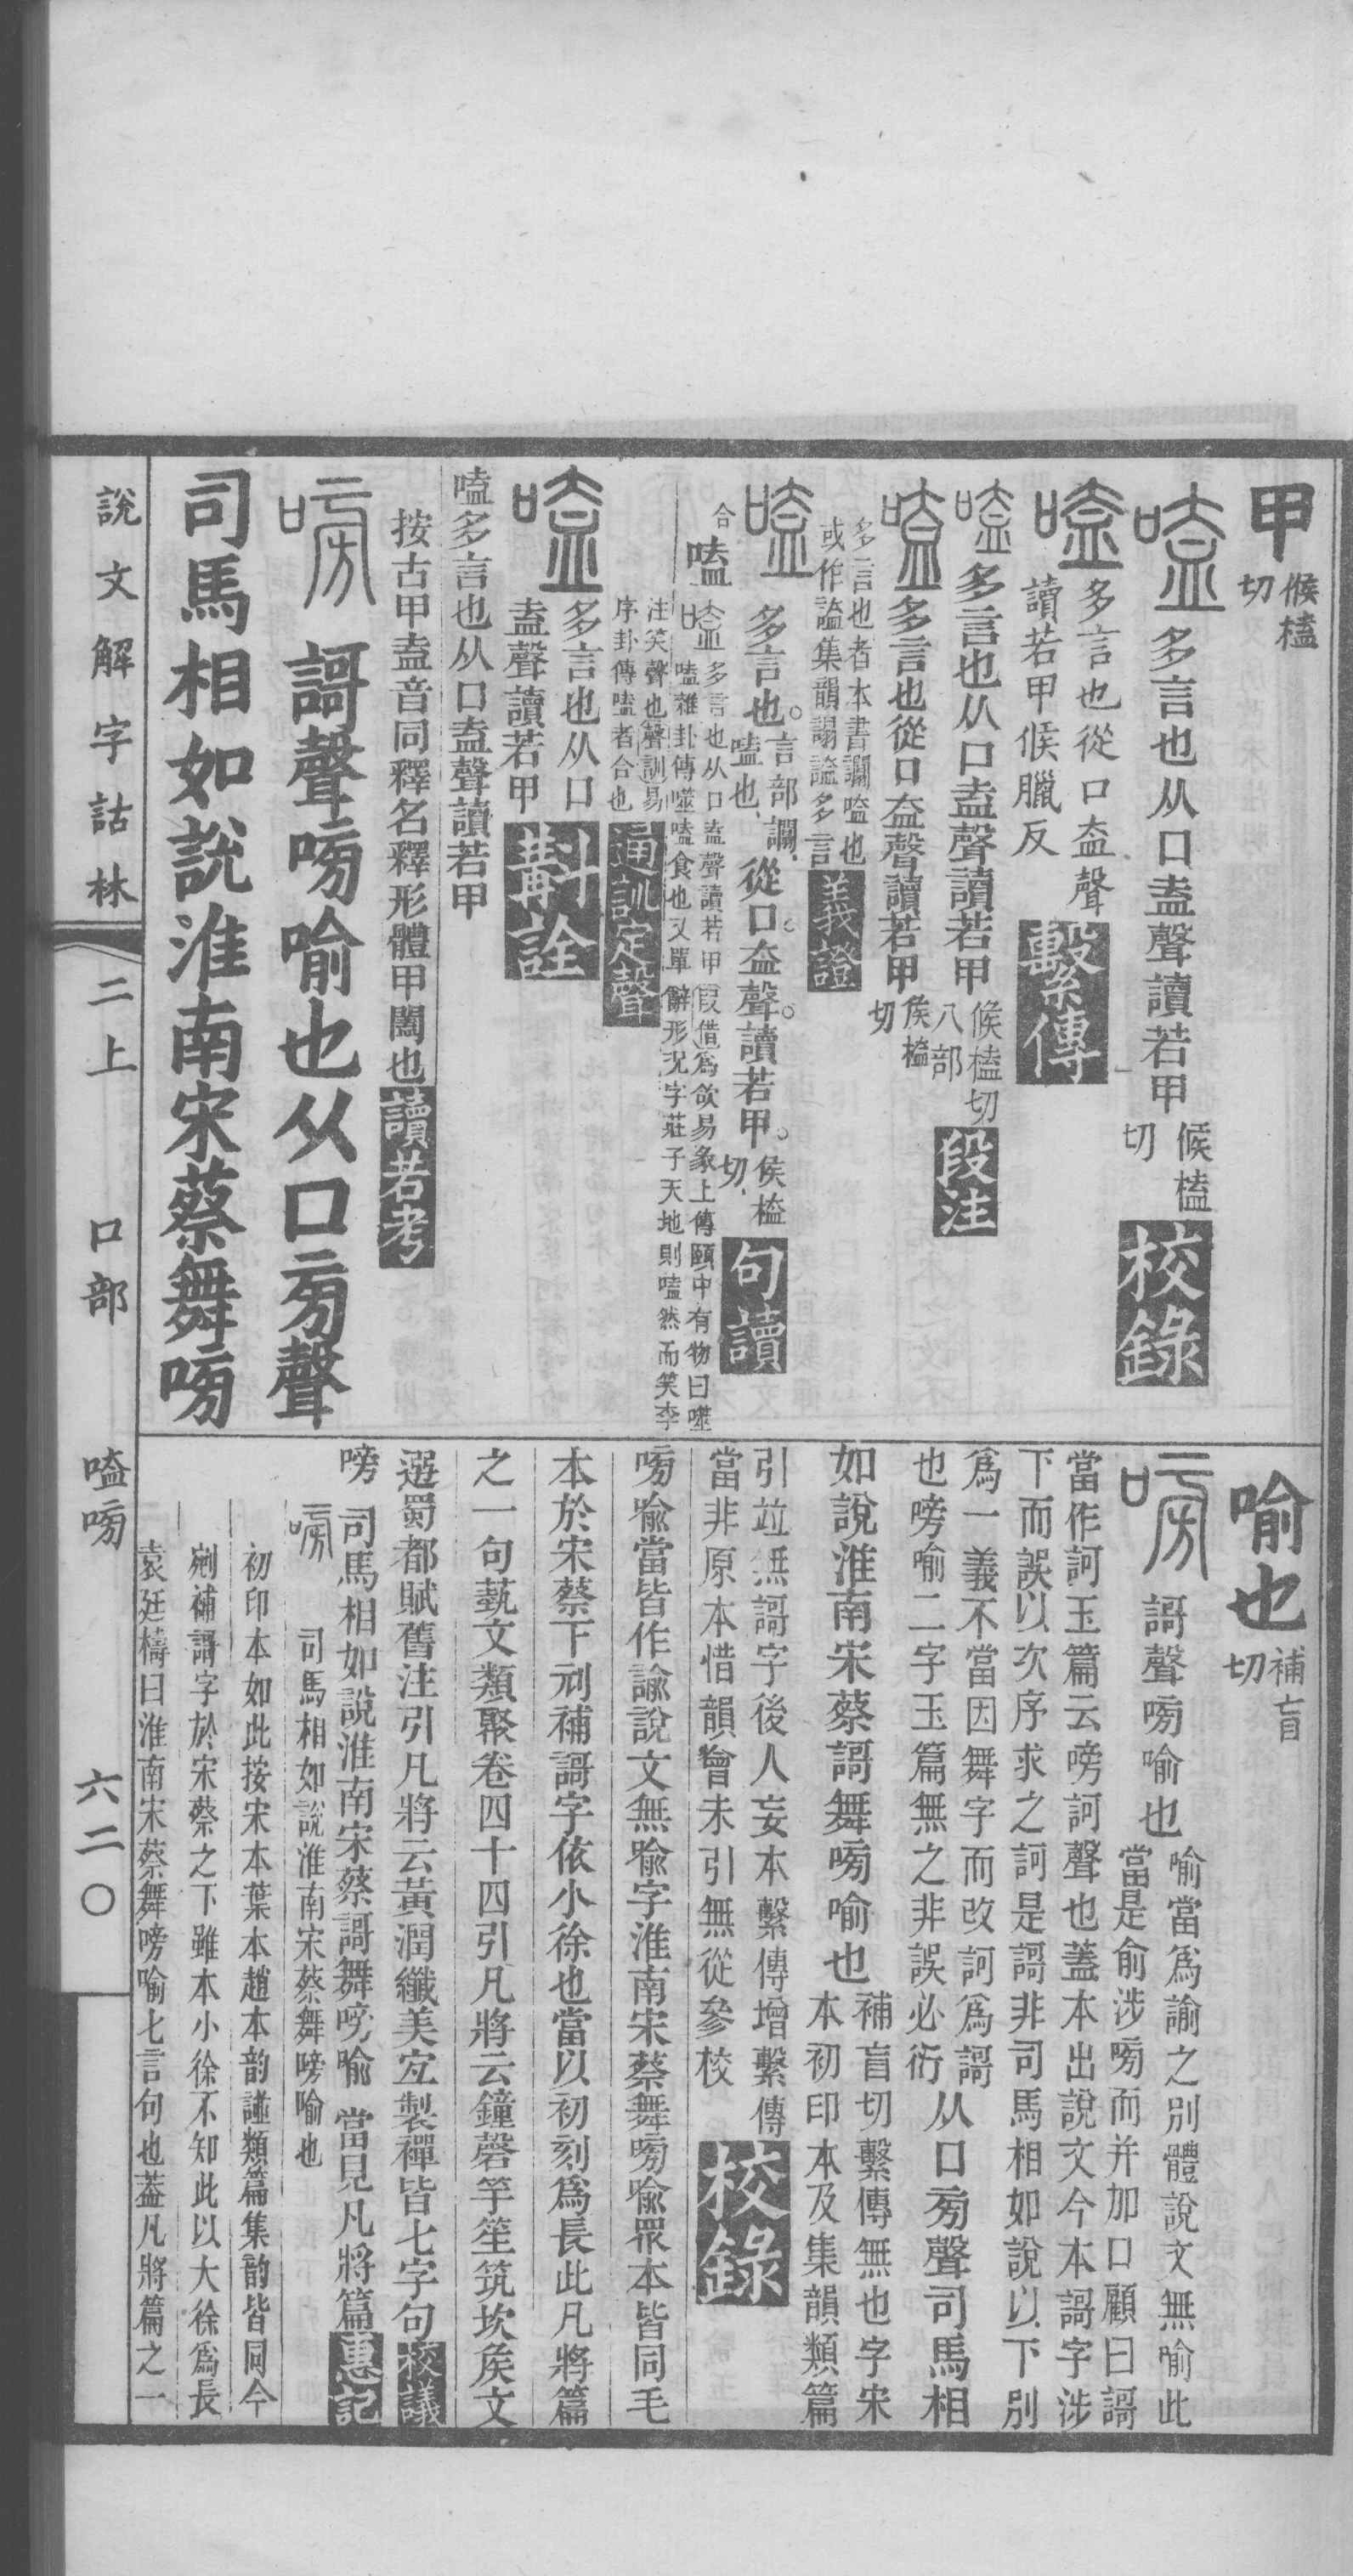 甲候榼切
嗑多言也从口盍聲讀若甲候榼切校錄
嗑多言也從口盍聲讀若甲候臘反繫傳
嗑多言也从口盍聲讀若甲候榼切八部段注
嗑多言也從口盍聲讀若甲侯榼切
多言也者本書讕嗑也或作謚集韻謚多言義證
嗑多言也。言部讕、嗑也、從口。盍聲。讀若甲。侯榼切、句讀
合
嗑嗑多言也从口盍聲讀若甲假借爲欱易彖上傳頤中有物曰噬
嗑雜卦傳噬嗑食也又單辭形況字莊子天地則嗑然而笑李
注笑聲也聲訓易序卦傳嗑者合也通訓定聲
嗑多言也从口盍聲讀若甲斠詮
嗑多言也从口盍聲讀若甲
按古甲盍音同釋名釋形體甲闔也讀若考
嗙謌聲嗙喻也从口旁聲
司馬相如說淮南宋蔡舞嗙
喻也補盲切
嗙謌聲嗙喻也喻當爲諭之別體說文無喻此
當是俞涉嗙而并加口顧曰謌
當作訶玉篇云嗙訶聲也蓋本出說文今本謌字涉
下而誤以次序求之訶是謌非司馬相如說以下別
爲一義不當因舞字而改訶爲謌
也嗙喻二字玉篇無之非誤必衍从口旁聲司馬相
如說淮南宋蔡謌舞嗙喻也補盲切繫傳無也字宋
本初印本及集韻類篇
引竝無謌字後人妄本繫傳增繫傳
當非原本惜韻會未引無從參校校錄
嗙喻當皆作諭說文無喻字淮南宋蔡舞嗙喻眾本皆同毛
本於宋蔡下刓補謌字依小徐也當以初刻爲長此凡將篇
之一句藝文類聚卷四十四引凡將云鐘磬竽笙筑坎矦文
選蜀都賦舊注引凡將云黃潤纖美宜製襌皆七字句校議
嗙司馬相如說淮南宋蔡謌舞嗙喻當見凡將篇惠記
嗙司馬相如說淮南宋蔡舞嗙喻也
初印本如此按宋本葉本趙本韵譜類篇集韵皆同今
剜補謌字於宋蔡之下雖本小徐不知此以大徐爲長
袁廷檮曰淮南宋蔡舞嗙喻七言句也葢凡將篇之一
說文解字詁林 二上 口部 嗑嗙 六二〇